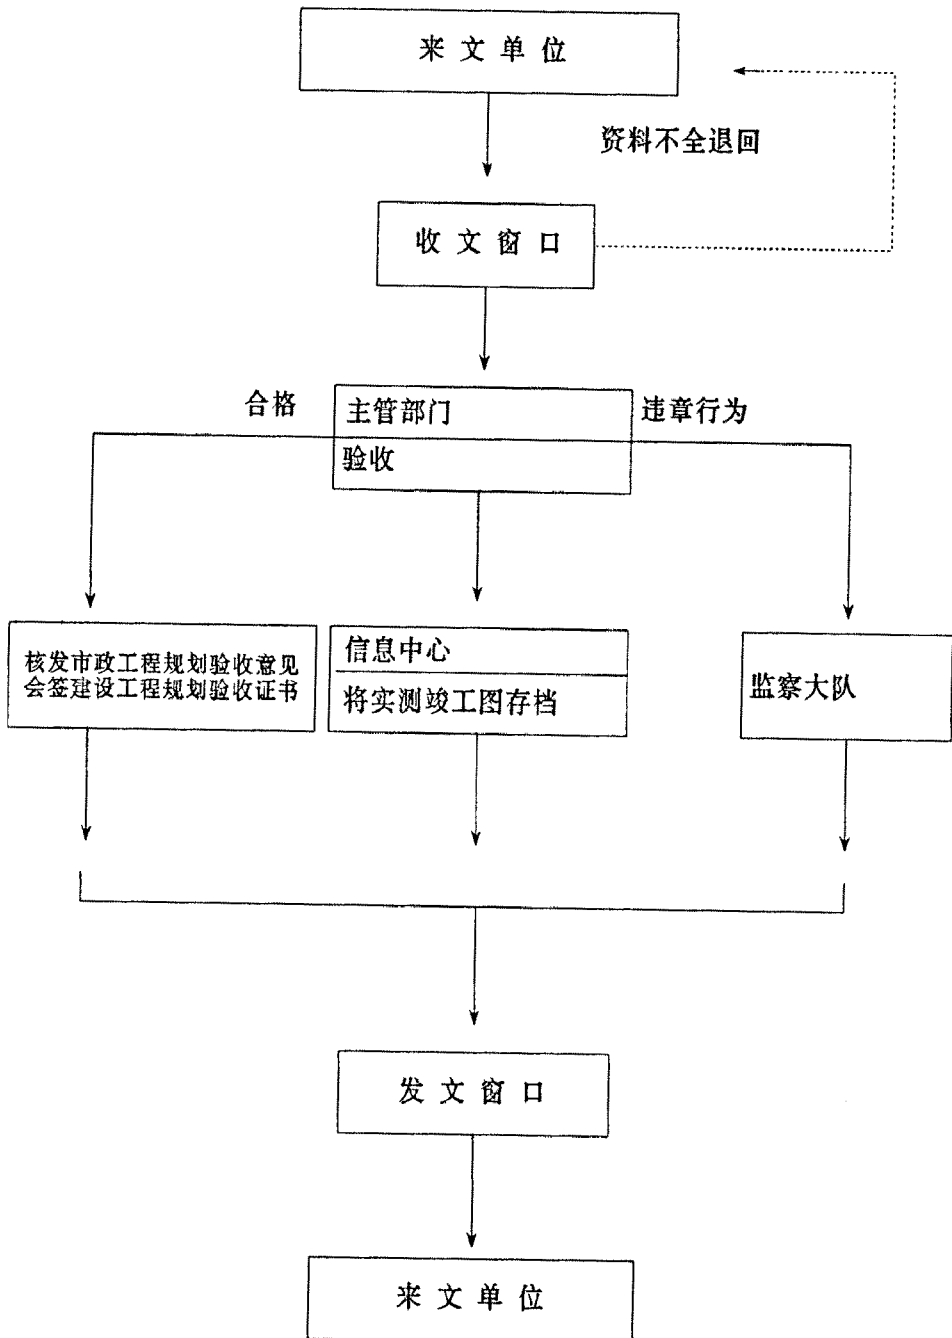 来文单位
资料不全退回
收文窗口
合格
主管部门
违章行为
验收
核发市政工程规划验收意见
会签建设工程规划验收证书
信息中心
将实测竣工图存档
监察大队
发文窗口
来文单位